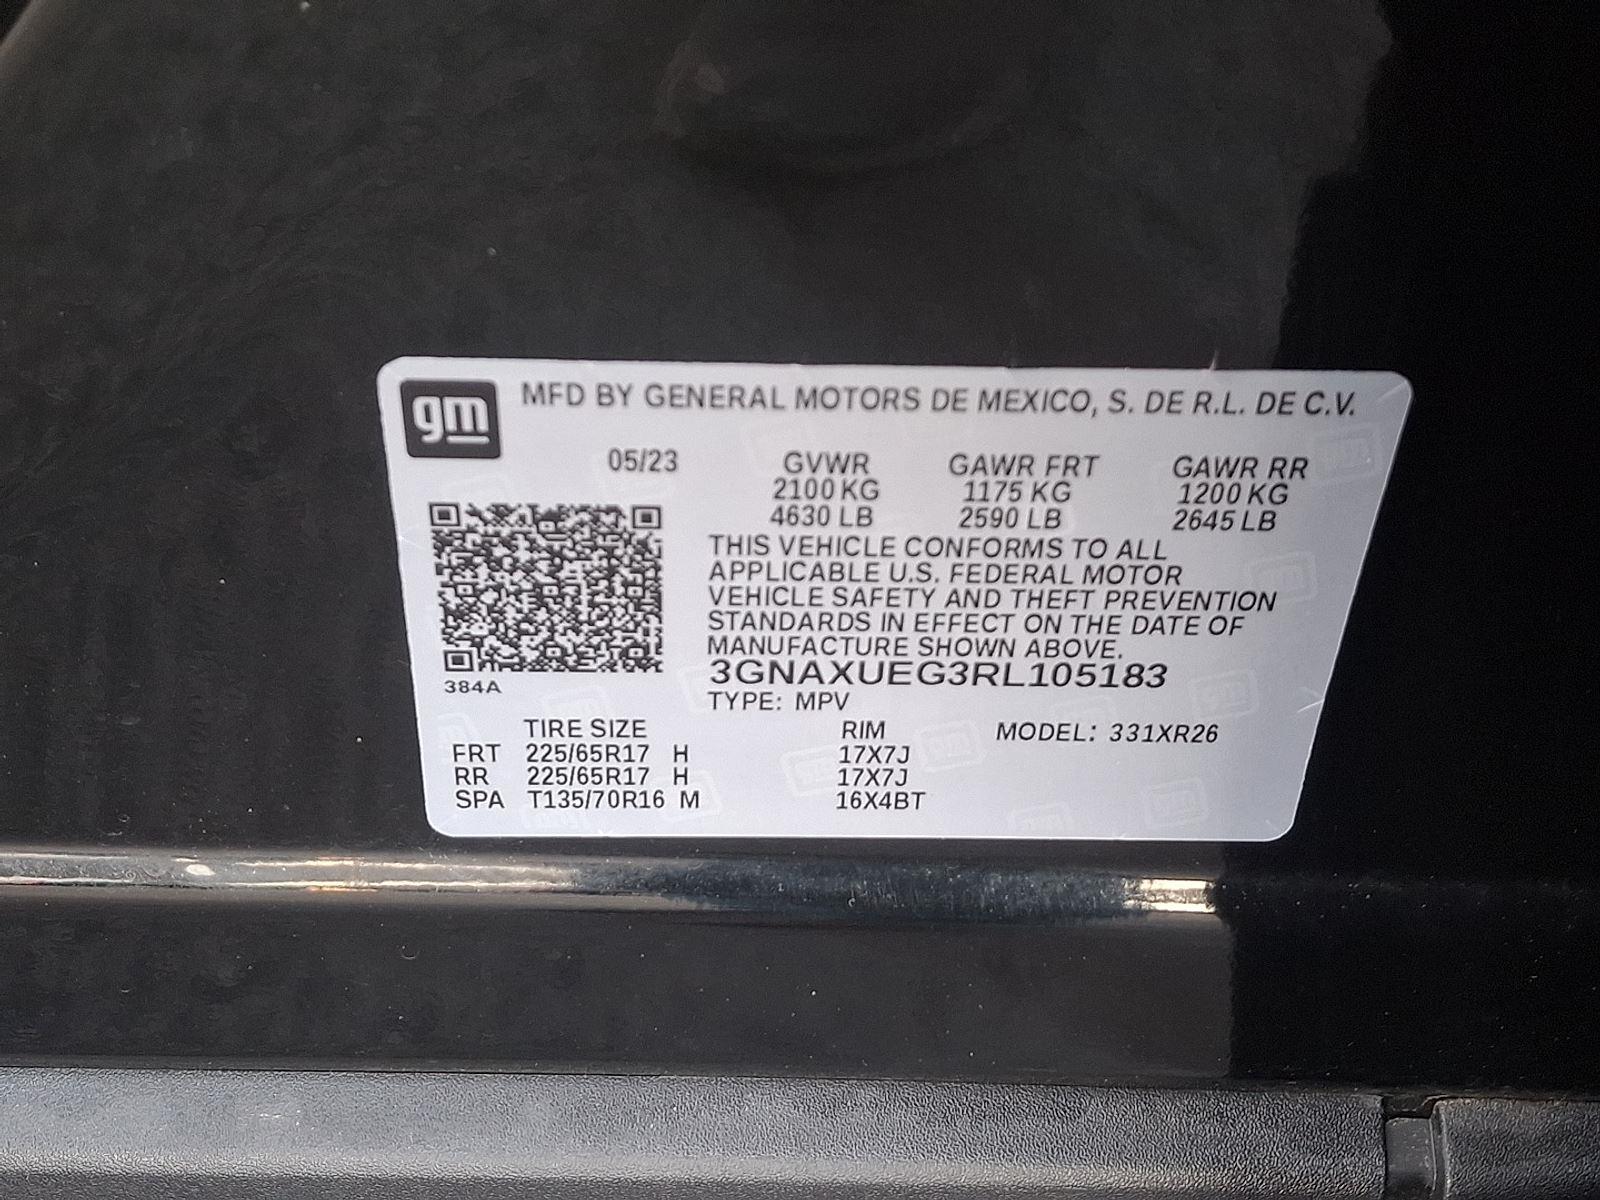 gm
MFD BY GENERAL MOTORS DE MEXICO, S. DE R.L. DE C.V.
05/23 GVWR GAWR FRT GAWR RR
2100 KG 1175 KG 1200 KG
4630 LB 2590 LB 2645 LB
THIS VEHICLE CONFORMS TO ALL
APPLICABLE U.S. FEDERAL MOTOR
VEHICLE SAFETY AND THEFT PREVENTION
STANDARDS IN EFFECT ON THE DATE OF
MANUFACTURE SHOWN ABOVE.
3GNAXUEG3RL105183
384A
TYPE: MPV
TIRE SIZE RIM MODEL: 331XR26
FRT 225/65R17 H 17X7J
RR 225/65R17 H 17X7J
SPA T135/70R16 M 16X4BT